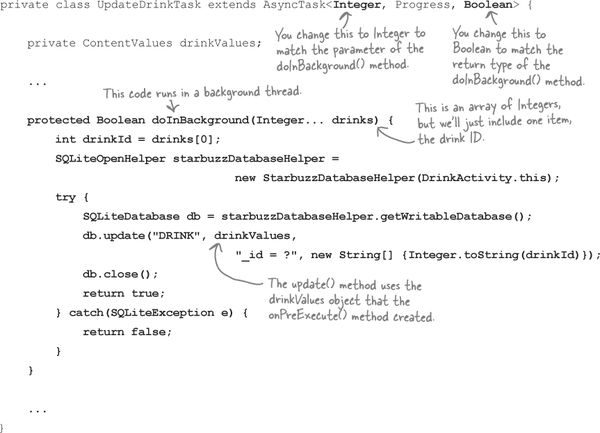 private class UpdateDrinkTask extends AsyncTask<Integer, Progress, Boolean> {
You change this to Integer to
match the parameter of the
doInBackground() method.
You change this to
Boolean to match the
return type of the
doInBackground() method.
private ContentValues drinkValues;
...
This code runs in a background thread.
protected Boolean doInBackground(Integer... drinks) {
This is an array of Integers,
but we'll just include one item,
the drink ID.
int drinkId = drinks[0];
SQLiteOpenHelper starbuzzDatabaseHelper =
new StarbuzzDatabaseHelper(DrinkActivity.this);
try {
SQLiteDatabase db = starbuzzDatabaseHelper.getWritableDatabase();
db.update("DRINK", drinkValues,
"_id = ?", new String[] {Integer.toString(drinkId)});
db.close();
The update() method uses the
drinkValues object that the
onPreExecute() method created.
return true;
} catch(SQLiteException e) {
return false;
}
}
...
}